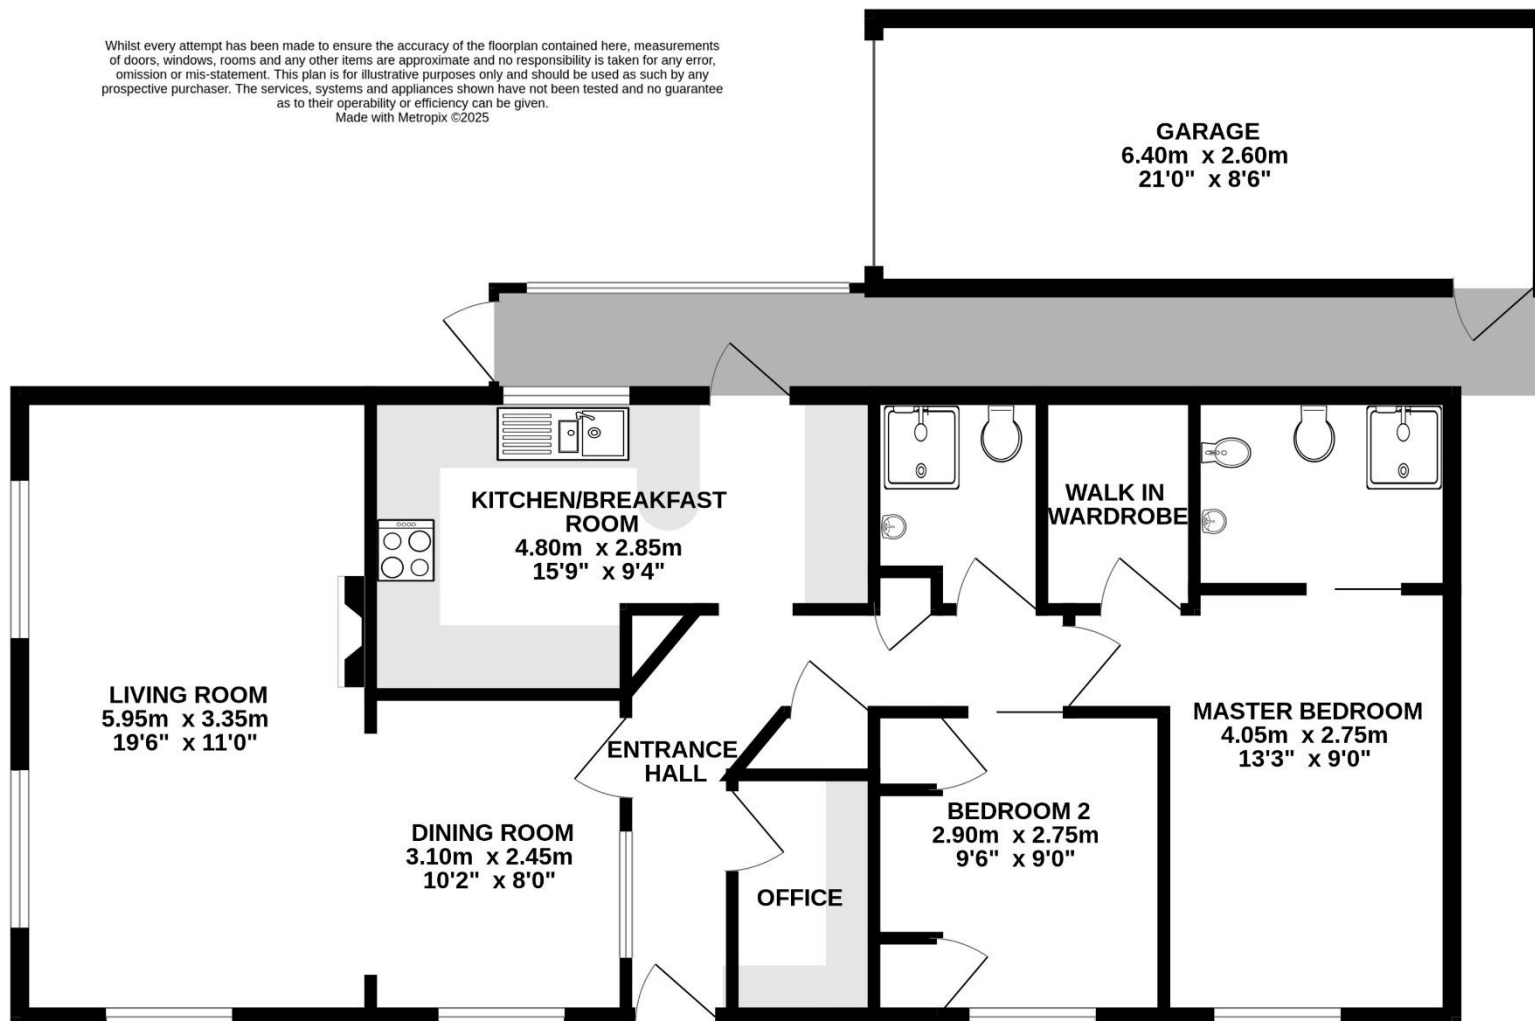 Whilst every attempt has been made to ensure the accuracy of the floorplan contained here, measurements
of doors, windows, rooms and any other items are approximate and no responsibility is taken for any error,
omission or mis-statement. This plan is for illustrative purposes only and should be used as such by any
prospective purchaser. The services, systems and appliances shown have not been tested and no guarantee
as to their operability or efficiency can be given.
Made with Metropix ©2025
GARAGE
6.40m x 2.60m
21'0" x 8'6"
KITCHEN/BREAKFAST
ROOM
4.80m x 2.85m
15'9" x 9'4"
WALK IN
WARDROBE
LIVING ROOM
5.95m x 3.35m
19'6" x 11'0"
ENTRANCE
HALL
MASTER BEDROOM
4.05m x 2.75m
13'3" x 9'0"
DINING ROOM
3.10m x 2.45m
10'2" x 8'0"
BEDROOM 2
2.90m x 2.75m
9'6" x 9'0"
OFFICE